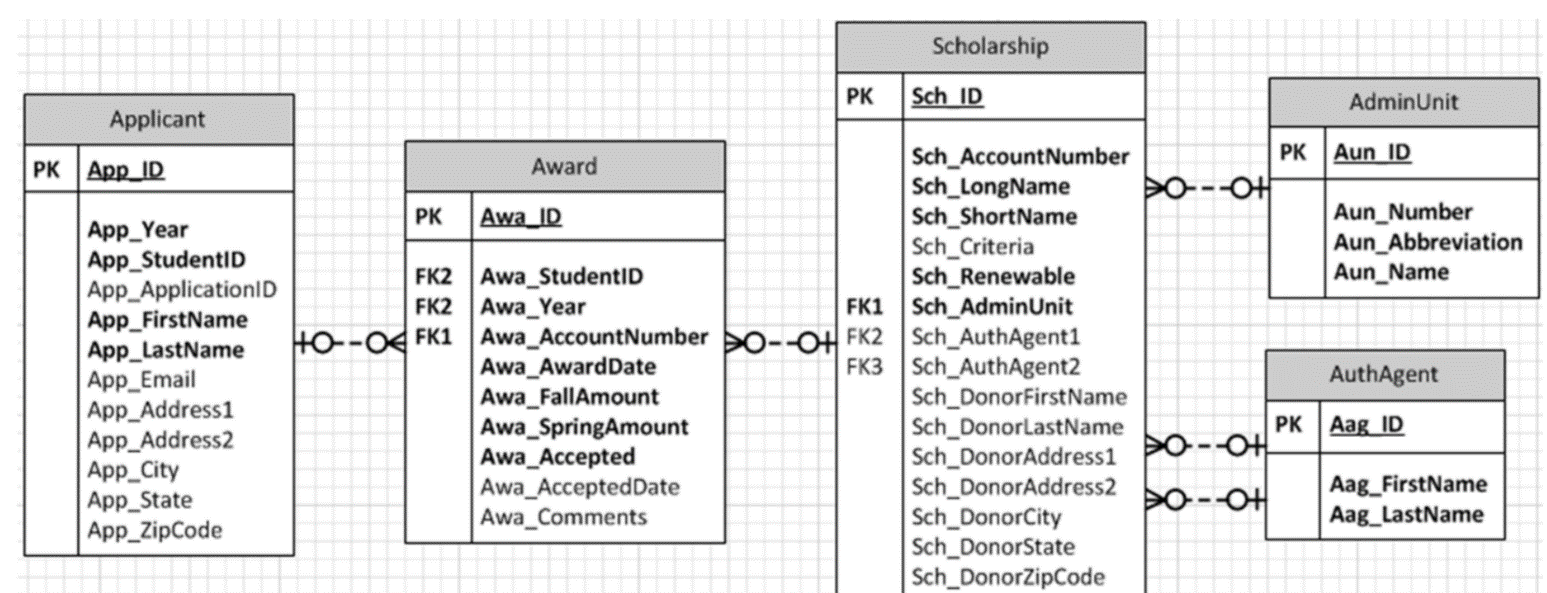 Applicant
PK App_ID
App_Year
App_StudentID
App_ApplicationID
App_FirstName
App_LastName
App_Email
App_Address1
App_Address2
App_City
App_State
App_ZipCode
Award
PK Awa_ID
FK2 Awa_StudentID
FK2 Awa_Year
FK1 Awa_AccountNumber
Awa_AwardDate
Awa_FallAmount
Awa_SpringAmount
Awa_Accepted
Awa_AcceptedDate
Awa_Comments
Scholarship
PK Sch_ID
Sch_AccountNumber
Sch_LongName
Sch_ShortName
Sch_Criteria
Sch_Renewable
FK1 Sch_AdminUnit
FK2 Sch_AuthAgent1
FK3 Sch_AuthAgent2
Sch_DonorFirstName
Sch_DonorLastName
Sch_DonorAddress1
Sch_DonorAddress2
Sch_DonorCity
Sch_DonorState
Sch_DonorZipCode
AdminUnit
PK Aun_ID
Aun_Number
Aun_Abbreviation
Aun_Name
AuthAgent
PK Aag_ID
Aag_FirstName
Aag_LastName